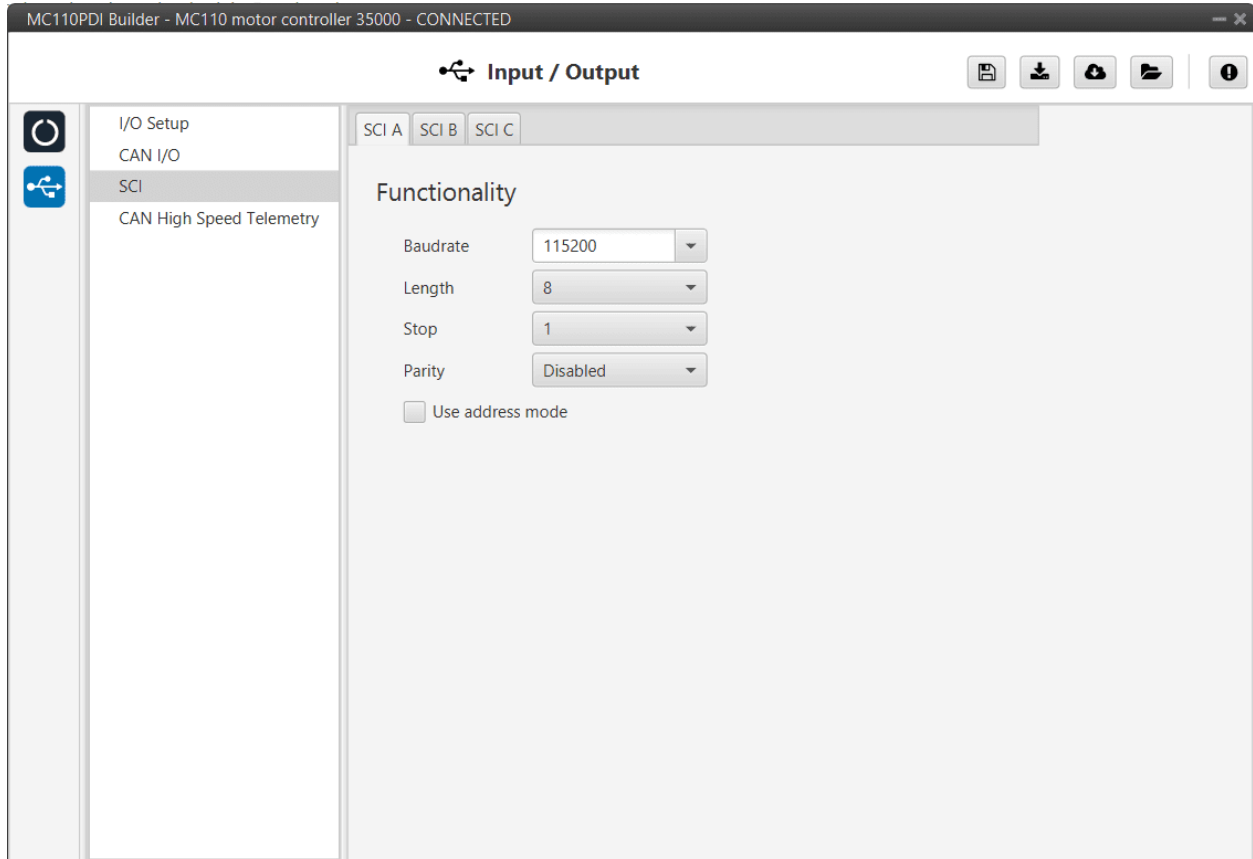 MC110PDI Builder - MC110 motor controller 35000 - CONNECTED
Input / Output
I/O Setup
CAN I/O
SCI
CAN High Speed Telemetry
SCI A SCI B SCI C
Functionality
Baudrate 115200
Length 8
Stop 1
Parity Disabled
Use address mode